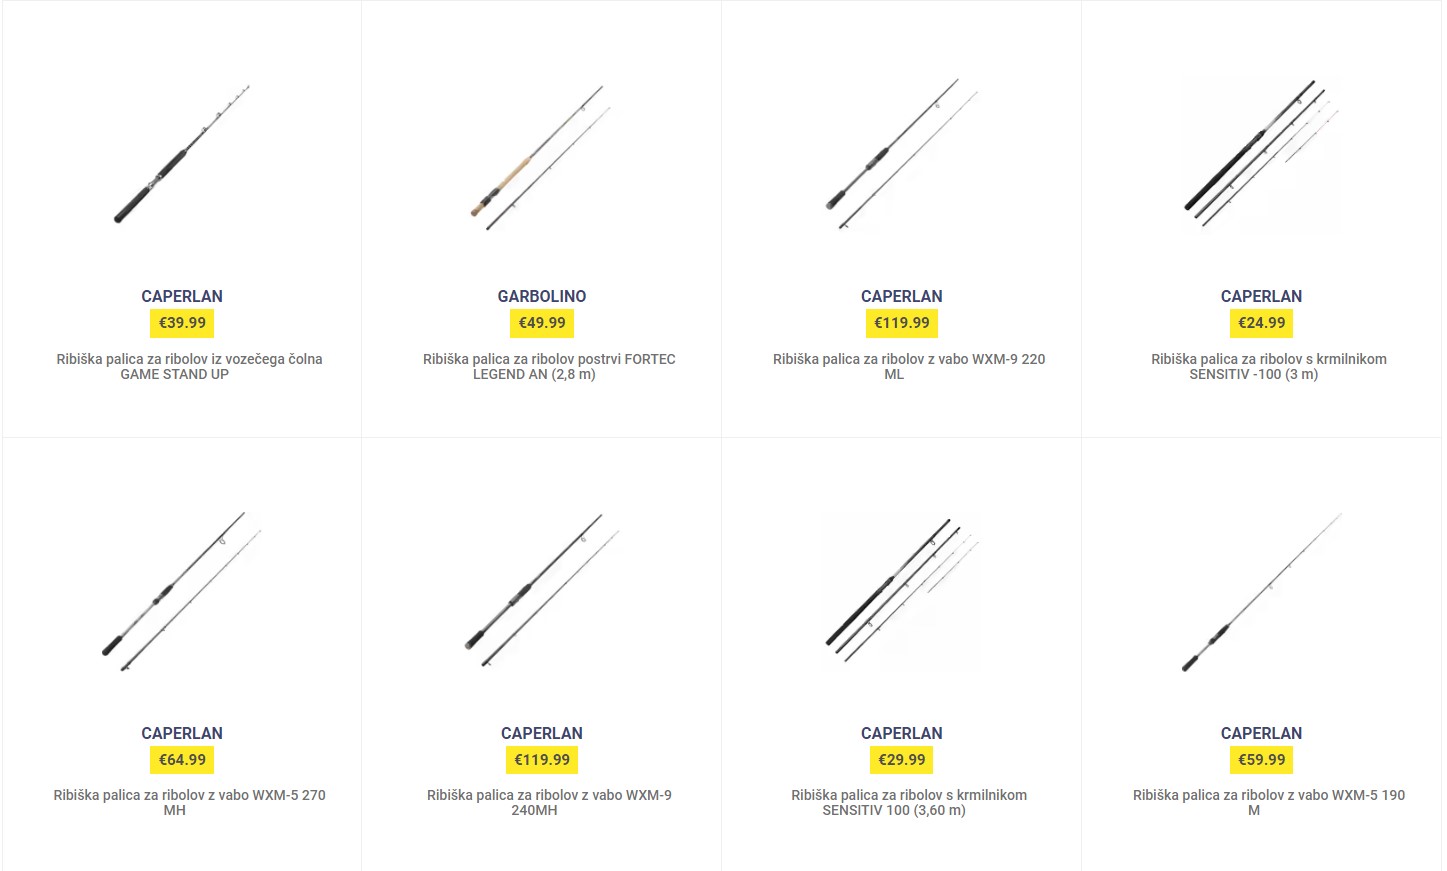 CAPERLAN
€39.99
Ribiška palica za ribolov iz vozečega čolna
GAME STAND UP
GARBOLINO
€49.99
Ribiška palica za ribolov postrvi FORTEC
LEGEND AN (2,8 m)
CAPERLAN
€119.99
Ribiška palica za ribolov z vabo WXM-9 220
ML
CAPERLAN
€24.99
Ribiška palica za ribolov s krmilnikom
SENSITIV -100 (3 m)
CAPERLAN
€64.99
Ribiška palica za ribolov z vabo WXM-5 270
MH
CAPERLAN
€119.99
Ribiška palica za ribolov z vabo WXM-9
240MH
CAPERLAN
€29.99
Ribiška palica za ribolov s krmilnikom
SENSITIV 100 (3,60 m)
CAPERLAN
€59.99
Ribiška palica za ribolov z vabo WXM-5 190
M